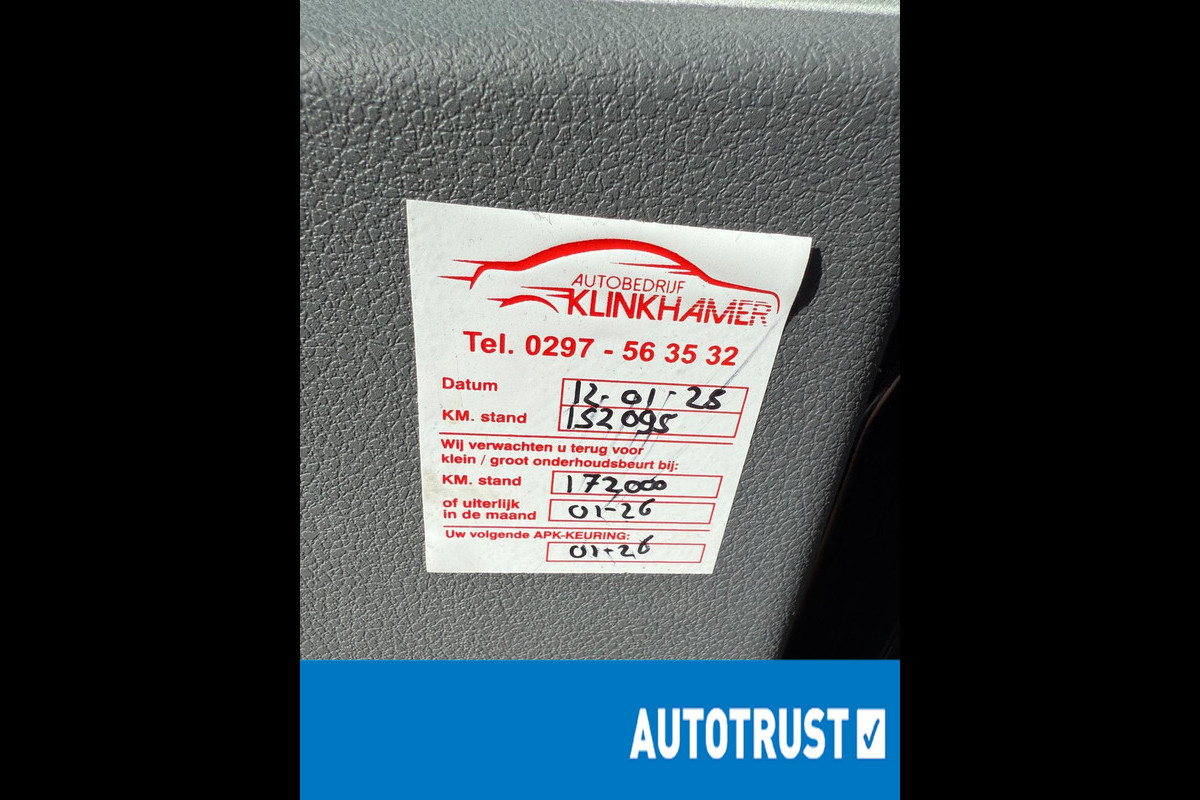 AUTOBEDRIJF
KLINKHAMER
Tel. 0297 - 56 35 32
Datum 12-01-25
KM. stand 152095
Wij verwachten u terug voor
klein / groot onderhoudsbeurt bij:
KM. stand 172000
of uiterlijk
in de maand 01-26
Uw volgende APK-KEURING:
01-26
AUTOTRUST